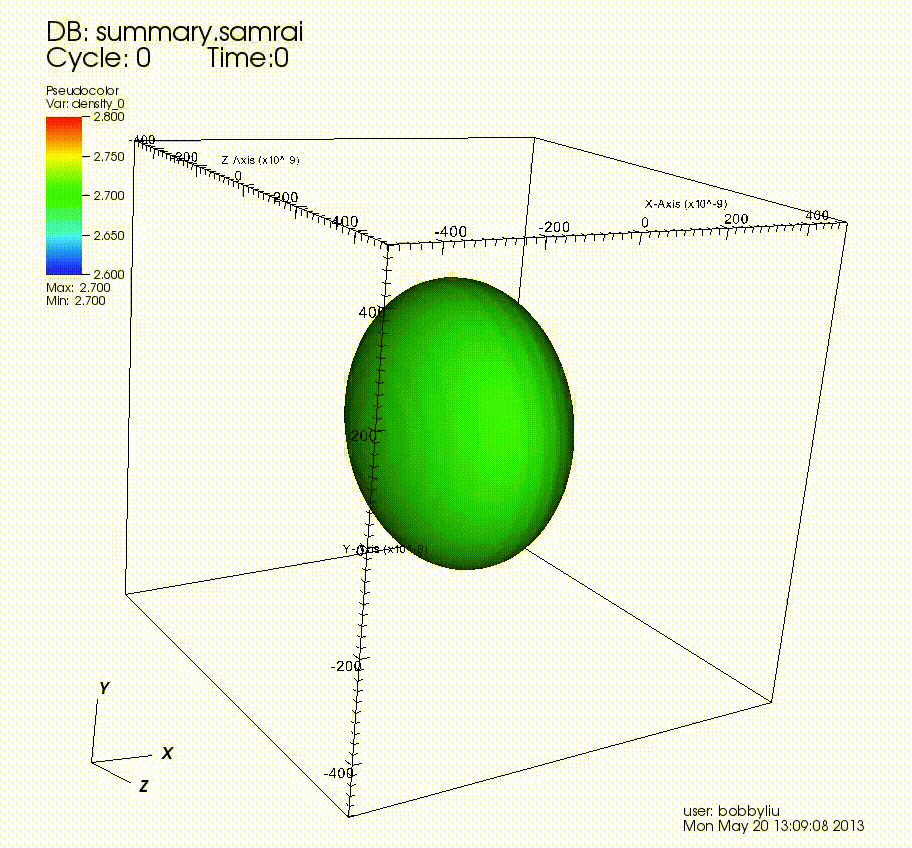 DB: summary.samrai
Cycle: 0 Time:0
Pseudocolor
Var: density_0
2.800
2.750
2.700
2.650
2.600
Max: 2.700
Min: 2.700
-400
-200
0
200
400
Z Axis (x10^-9)
-400
-200
0
200
400
X-Axis (x10^-9)
400
200
0
Y-Axis (x10^-9)
-200
-400
Y
X
Z
user: bobbyliu
Mon May 20 13:09:08 2013